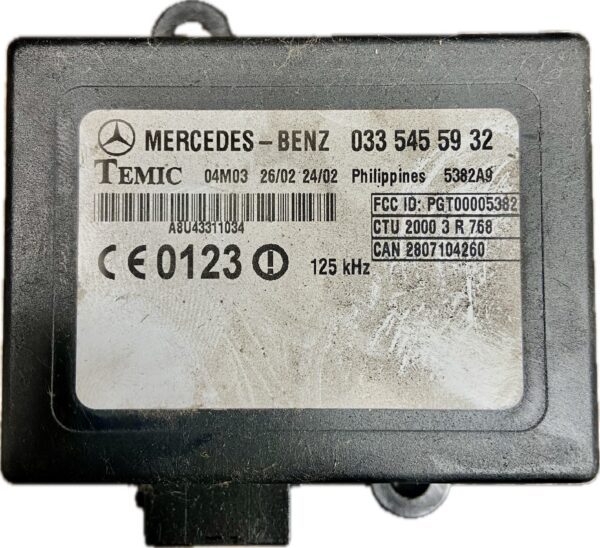 MERCEDES-BENZ 033 545 59 32
TEMIC 04M03 26/02 24/02 Philippines 5382A9
FCC ID: PGT00005382
A8U43311034
CTU 2000 3 R 768
CE0123 125 kHz
CAN 2807104260